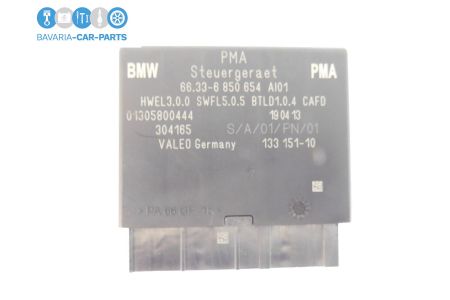 BAVARIA-CAR-PARTS
PMA
BMW Steuergeraet PMA
66.33-6 850 654 AI01
HWEL3.0.0 SWFL5.0.5 BTLD1.0.4 CAFD
01305800444 190413
304165 S/A/01/PN/01
VALEO Germany 133 151-10